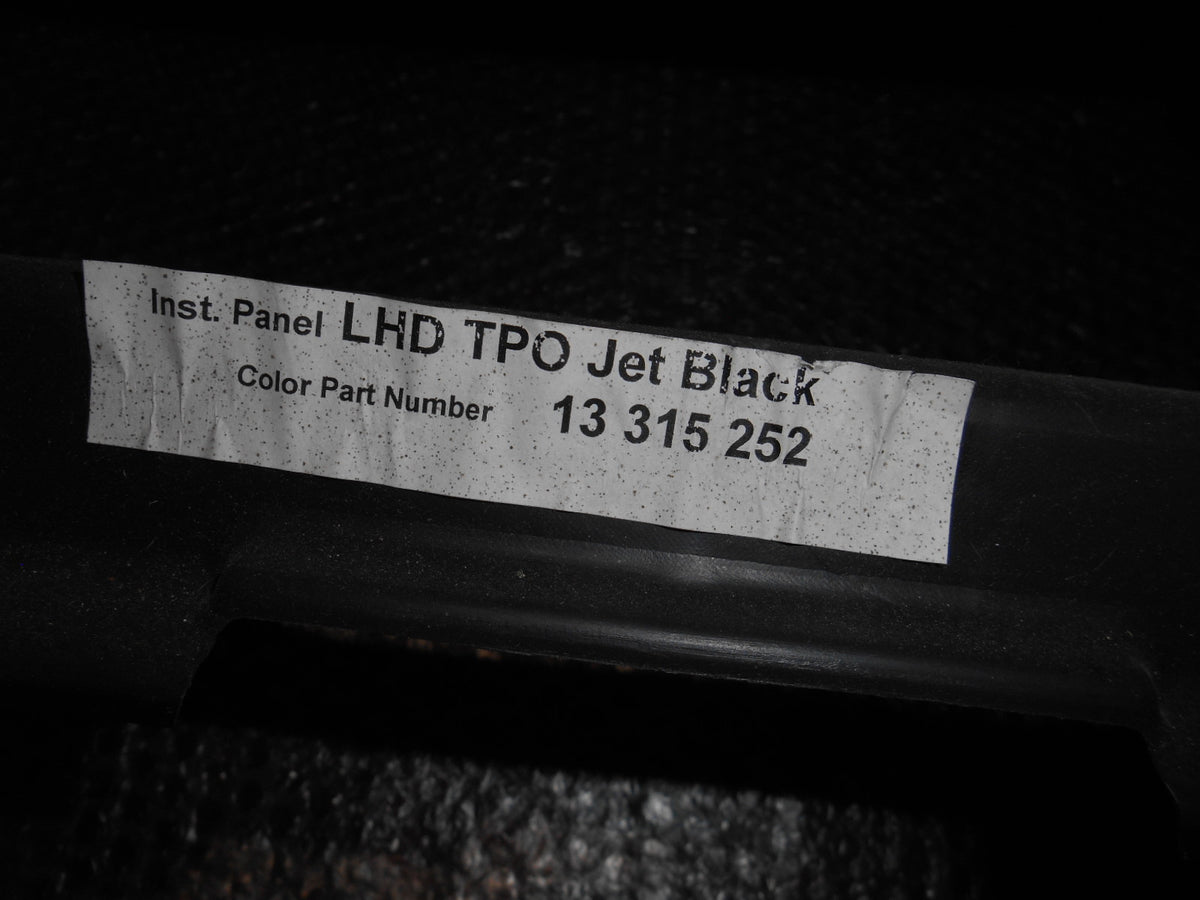 Inst. Panel LHD TPO Jet Black
Color Part Number 13 315 252